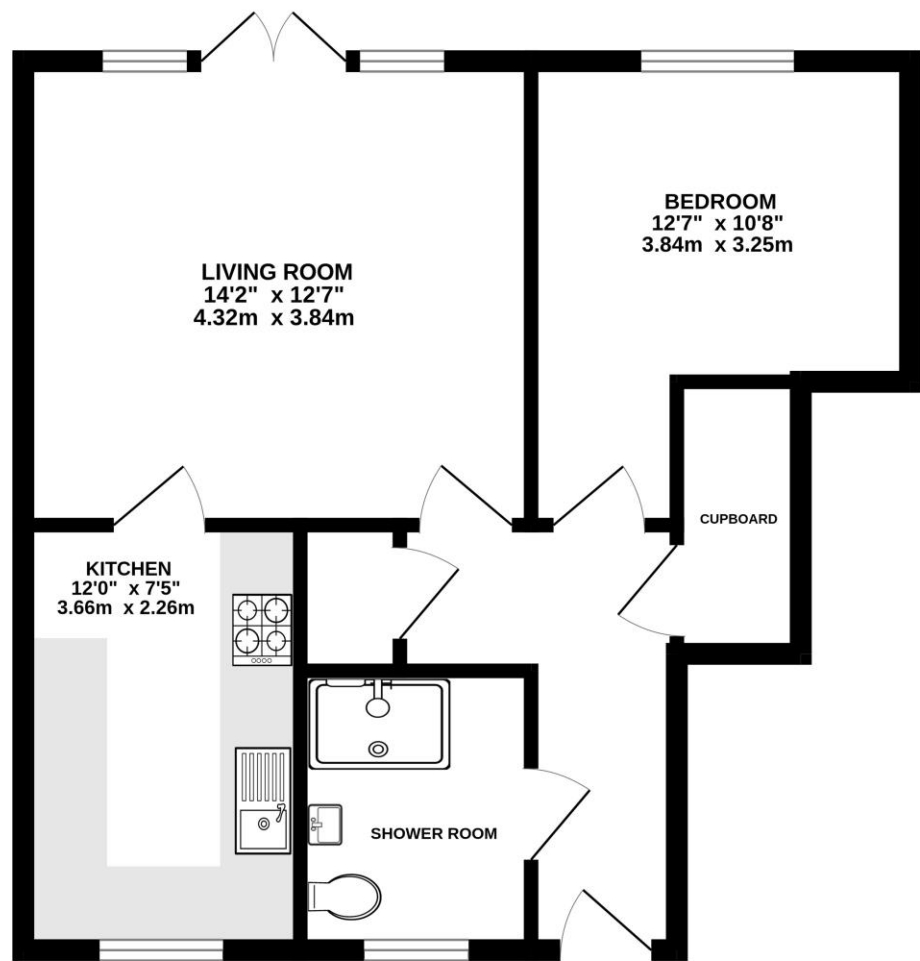 LIVING ROOM
14'2" x 12'7"
4.32m x 3.84m
BEDROOM
12'7" x 10'8"
3.84m x 3.25m
KITCHEN
12'0" x 7'5"
3.66m x 2.26m
CUPBOARD
SHOWER ROOM